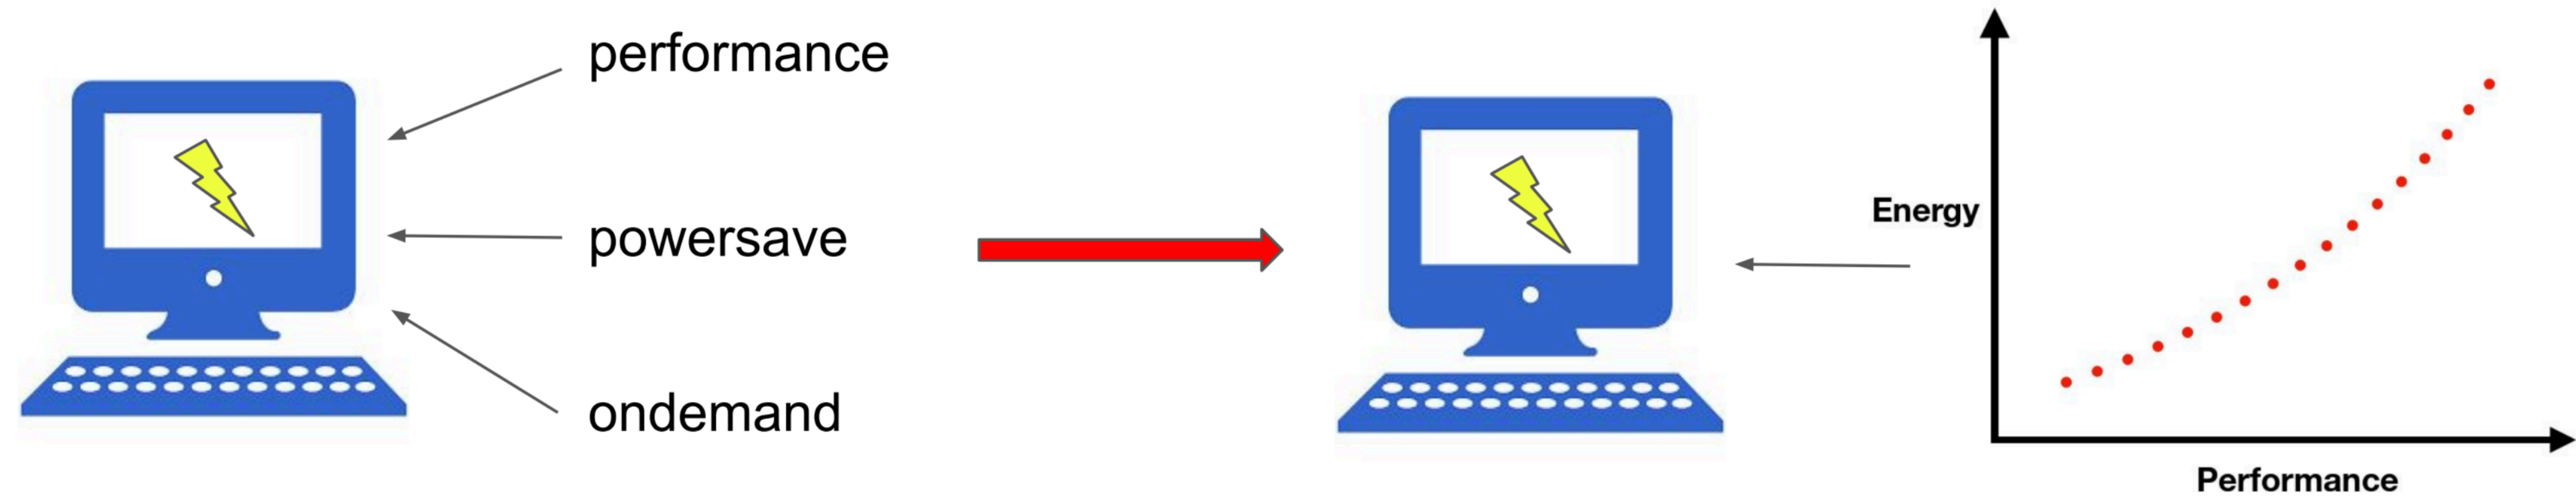 performance
powersave
ondemand
Energy
Performance